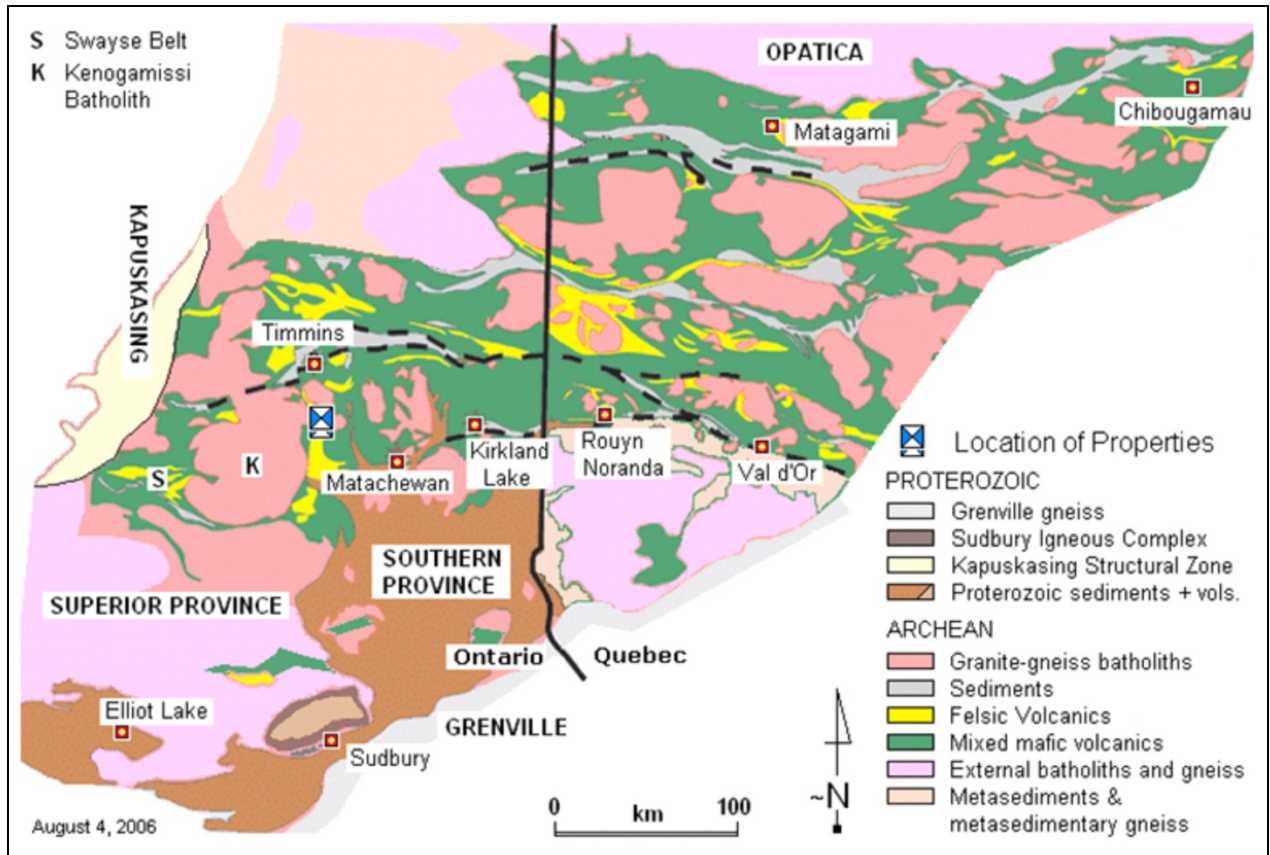 S Swayse Belt
K Kenogamissi
Batholith
OPATICA
Chibougamau
Matagami
KAPUSKASING
Timmins
S
K
Matachewan
Kirkland
Lake
Rouyn
Noranda
Val d'Or
SOUTHERN
PROVINCE
SUPERIOR PROVINCE
Ontario
Quebec
Elliot Lake
Sudbury
GRENVILLE
0 km 100
~N
August 4, 2006
Location of Properties
PROTEROZOIC
Grenville gneiss
Sudbury Igneous Complex
Kapuskasing Structural Zone
Proterozoic sediments + vols.
ARCHEAN
Granite-gneiss batholiths
Sediments
Felsic Volcanics
Mixed mafic volcanics
External batholiths and gneiss
Metasediments &
metasedimentary gneiss